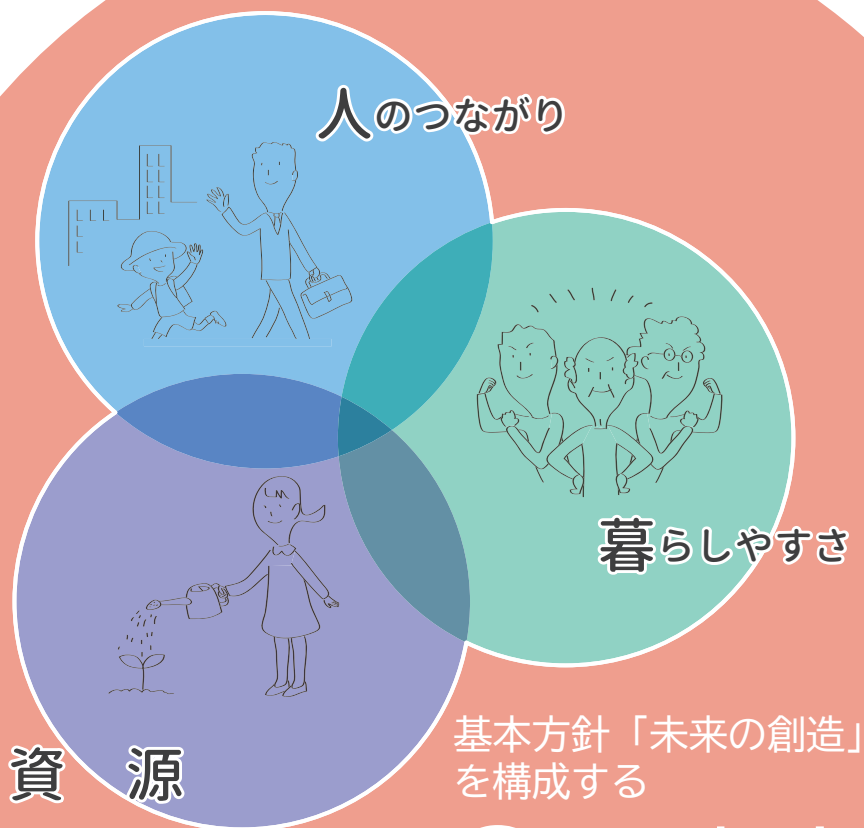 人のつながり
暮らしやすさ
資 源
基本方針「未来の創造」
を構成する